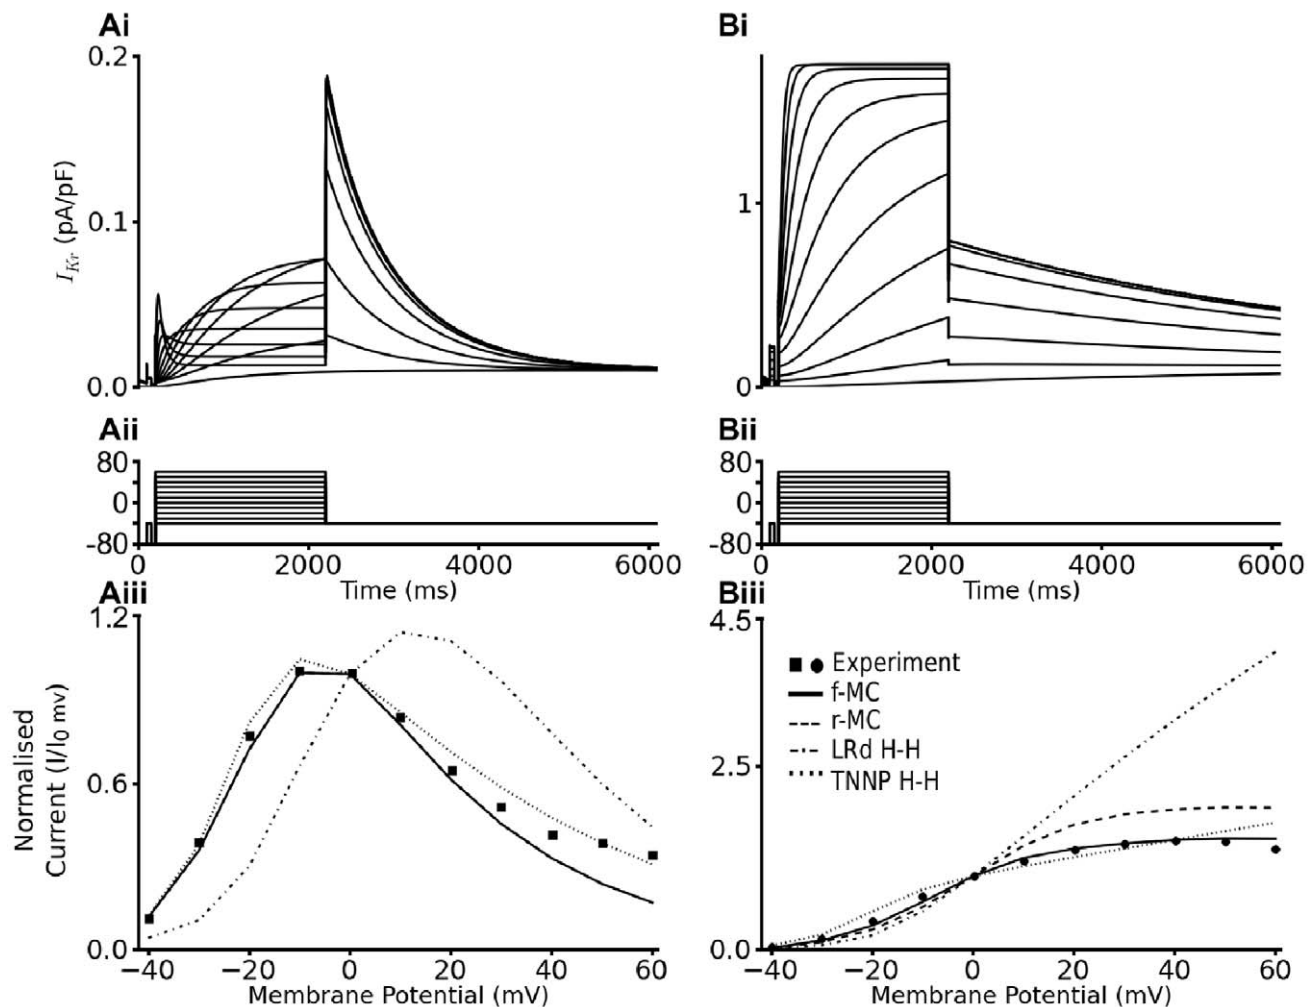 Ai
Bi
0.2
0.1
0.0
I_Kr (pA/pF)
1
0
Aii
Bii
80
0
-80
0
2000
4000
6000
Time (ms)
80
0
-80
0
2000
4000
6000
Time (ms)
Aiii
Biii
1.2
0.6
0.0
Normalised
Current (I/I0 mv)
−40
−20
0
20
40
60
Membrane Potential (mV)
4.5
2.5
0.0
Experiment
f-MC
r-MC
LRd H-H
TNNP H-H
−40
−20
0
20
40
60
Membrane Potential (mV)